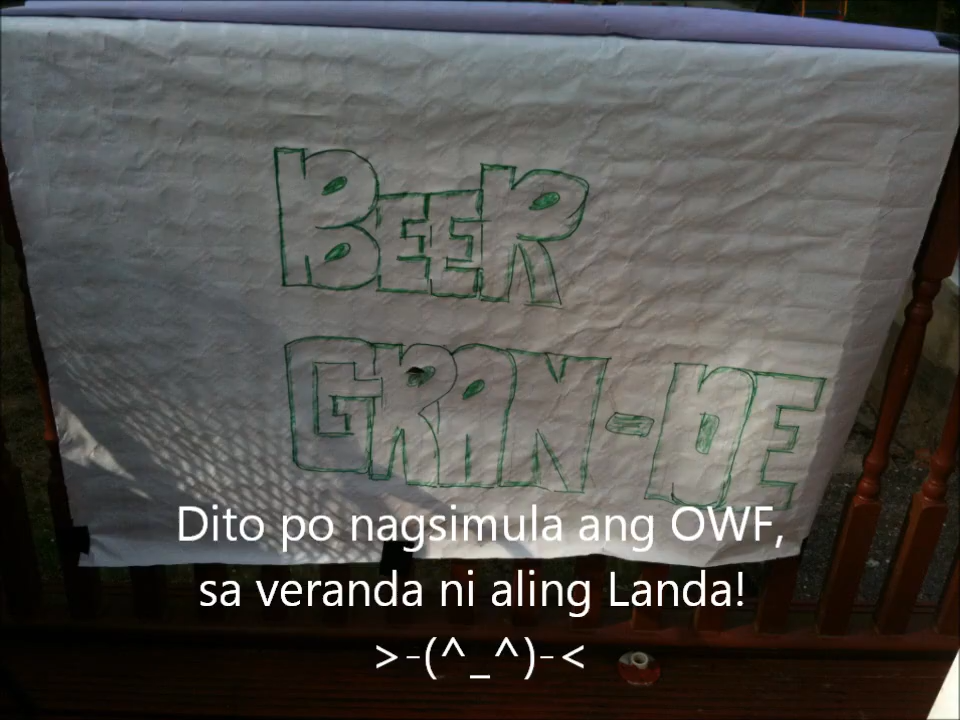 BEER
GRAN-DE
Dito po nagsimula ang OWF,
sa veranda ni aling Landa!
>-(^_^)-<